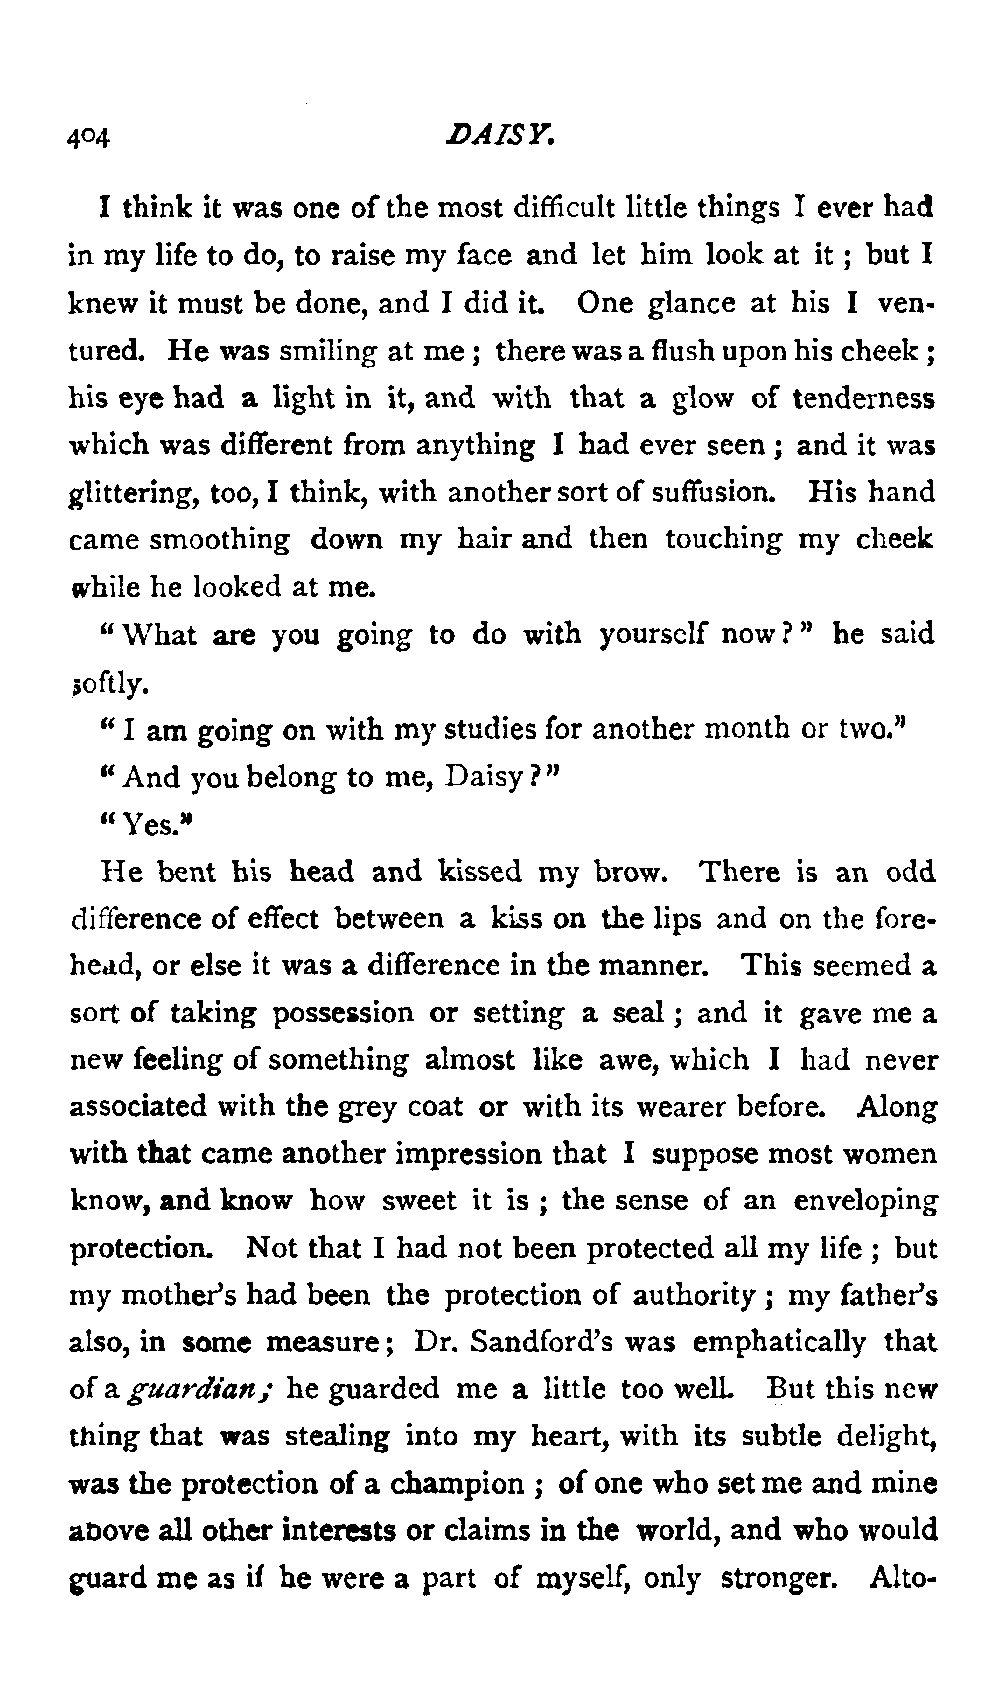 404 DAISY.
I think it was one of the most difficult little things I ever had
in my life to do, to raise my face and let him look at it ; but I
knew it must be done, and I did it. One glance at his I ven-
tured. He was smiling at me ; there was a flush upon his cheek ;
his eye had a light in it, and with that a glow of tenderness
which was different from anything I had ever seen ; and it was
glittering, too, I think, with another sort of suffusion. His hand
came smoothing down my hair and then touching my cheek
while he looked at me.
“ What are you going to do with yourself now ? ” he said
softly.
“ I am going on with my studies for another month or two.”
“ And you belong to me, Daisy ? ”
“ Yes.”
He bent his head and kissed my brow. There is an odd
difference of effect between a kiss on the lips and on the fore-
head, or else it was a difference in the manner. This seemed a
sort of taking possession or setting a seal ; and it gave me a
new feeling of something almost like awe, which I had never
associated with the grey coat or with its wearer before. Along
with that came another impression that I suppose most women
know, and know how sweet it is ; the sense of an enveloping
protection. Not that I had not been protected all my life ; but
my mother’s had been the protection of authority ; my father’s
also, in some measure ; Dr. Sandford’s was emphatically that
of a guardian ; he guarded me a little too well. But this new
thing that was stealing into my heart, with its subtle delight,
was the protection of a champion ; of one who set me and mine
above all other interests or claims in the world, and who would
guard me as if he were a part of myself, only stronger. Alto-